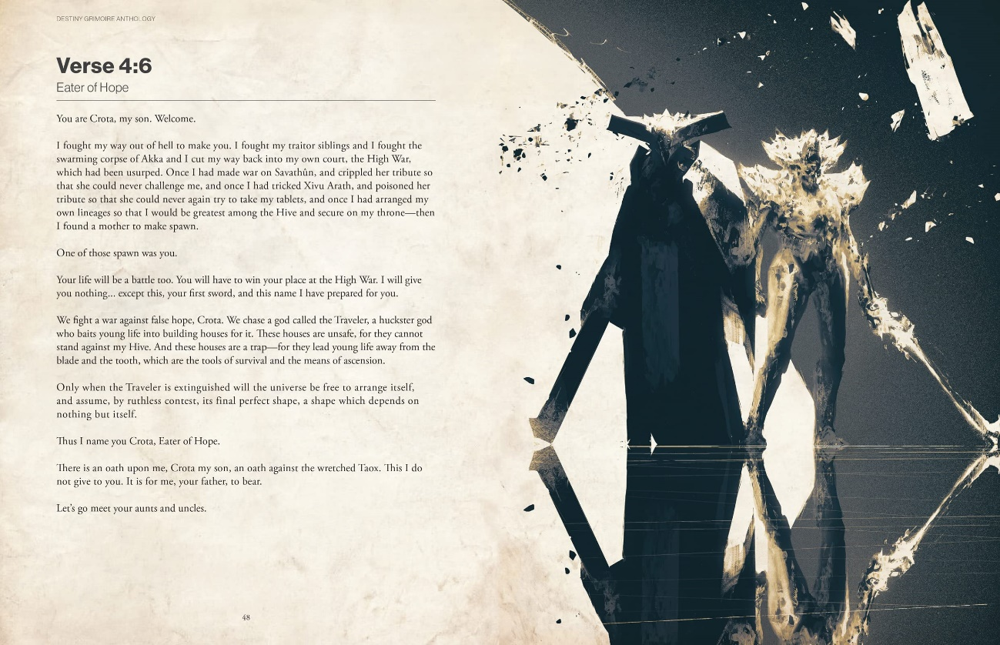 DESTINY GRIMOIRE ANTHOLOGY
Verse 4:6
Eater of Hope
You are Crota, my son. Welcome.
I fought my way out of hell to make you. I fought my traitor siblings and I fought the
swarming corpse of Akka and I cut my way back into my own court, the High War,
which had been usurped. Once I had made war on Savathûn, and crippled her tribute so
that she could never challenge me, and once I had tricked Xivu Arath, and poisoned her
tribute so that she could never again try to take my tablets, and once I had arranged my
own lineages so that I would be greatest among the Hive and secure on my throne—then
I found a mother to make spawn.
One of those spawn was you.
Your life will be a battle too. You will have to win your place at the High War. I will give
you nothing... except this, your first sword, and this name I have prepared for you.
We fight a war against false hope, Crota. We chase a god called the Traveler, a huckster god
who baits young life into building houses for it. These houses are unsafe, for they cannot
stand against my Hive. And these houses are a trap—for they lead young life away from the
blade and the tooth, which are the tools of survival and the means of ascension.
Only when the Traveler is extinguished will the universe be free to arrange itself,
and assume, by ruthless contest, its final perfect shape, a shape which depends on
nothing but itself.
Thus I name you Crota, Eater of Hope.
There is an oath upon me, Crota my son, an oath against the wretched Taox. This I do
not give to you. It is for me, your father, to bear.
Let's go meet your aunts and uncles.
48